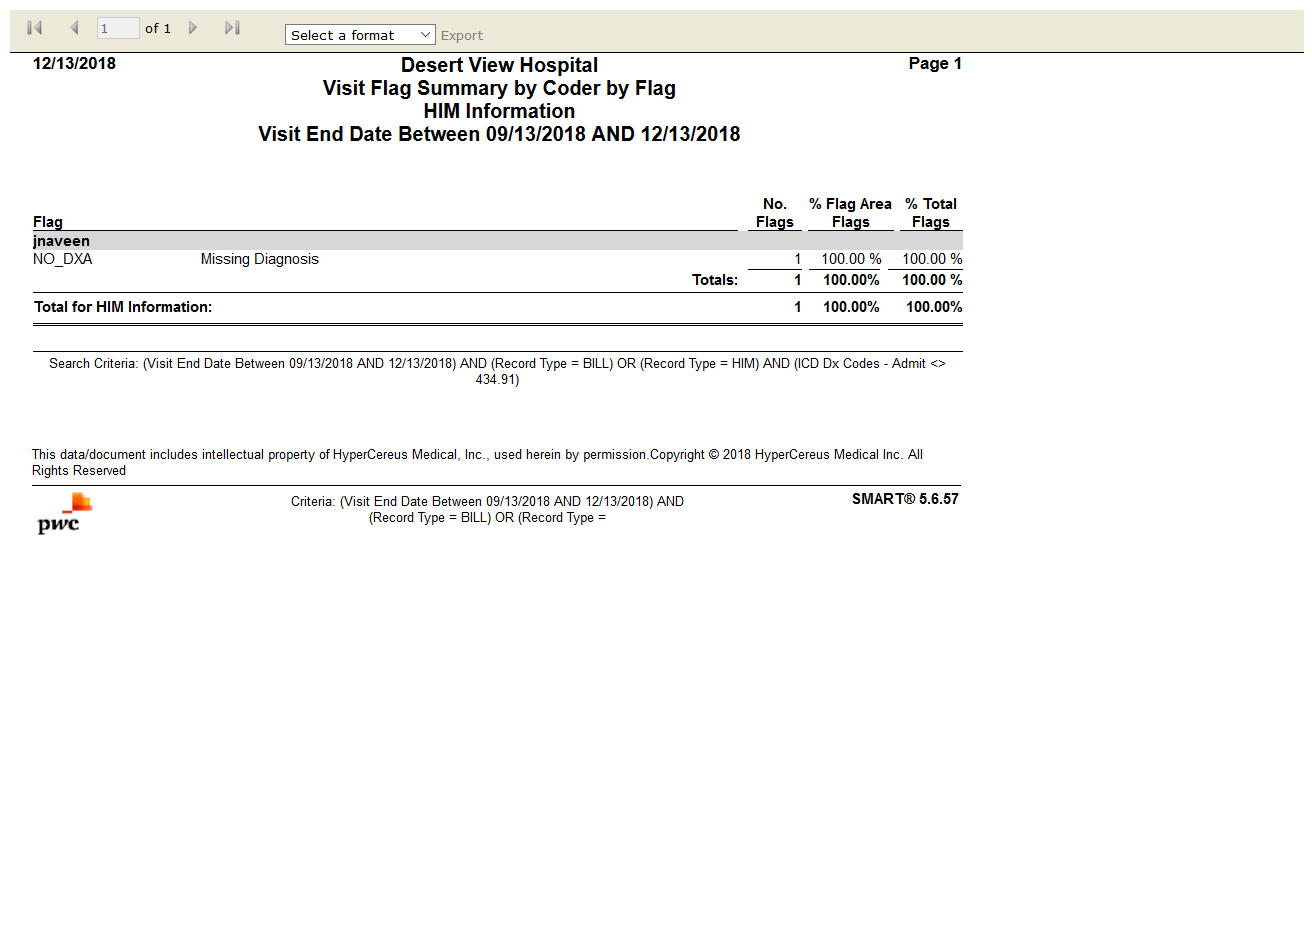 1 of 1 Select a format Export
12/13/2018 Desert View Hospital Page 1
Visit Flag Summary by Coder by Flag
HIM Information
Visit End Date Between 09/13/2018 AND 12/13/2018
No. % Flag Area % Total
Flag Flags Flags Flags
jnaveen
NO_DXA Missing Diagnosis 1 100.00 % 100.00 %
Totals: 1 100.00% 100.00 %
Total for HIM Information: 1 100.00% 100.00%
Search Criteria: (Visit End Date Between 09/13/2018 AND 12/13/2018) AND (Record Type = BILL) OR (Record Type = HIM) AND (ICD Dx Codes - Admit <>
434.91)
This data/document includes intellectual property of HyperCereus Medical, Inc., used herein by permission.Copyright © 2018 HyperCereus Medical Inc. All
Rights Reserved
pwc Criteria: (Visit End Date Between 09/13/2018 AND 12/13/2018) AND SMART® 5.6.57
(Record Type = BILL) OR (Record Type =